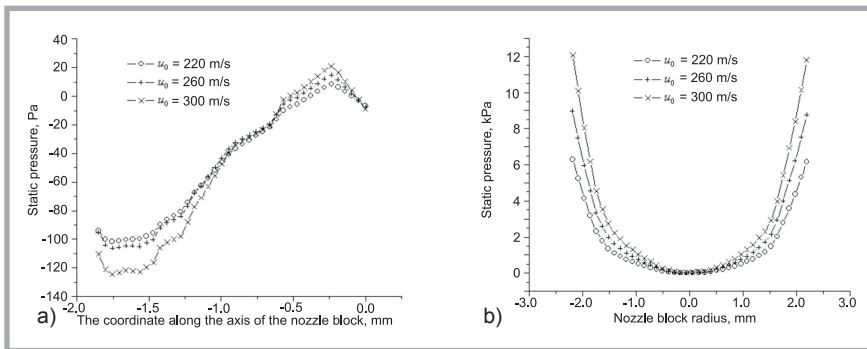 a)
Static pressure, Pa
40
20
0
-20
-40
-60
-80
-100
-120
-140
-2.0
-1.5
-1.0
-0.5
0.0
The coordinate along the axis of the nozzle block, mm
u₀ = 220 m/s
u₀ = 260 m/s
u₀ = 300 m/s
b)
Static pressure, kPa
12
10
8
6
4
2
0
-3.0
-2.0
-1.0
0.0
1.0
2.0
3.0
Nozzle block radius, mm
u₀ = 220 m/s
u₀ = 260 m/s
u₀ = 300 m/s